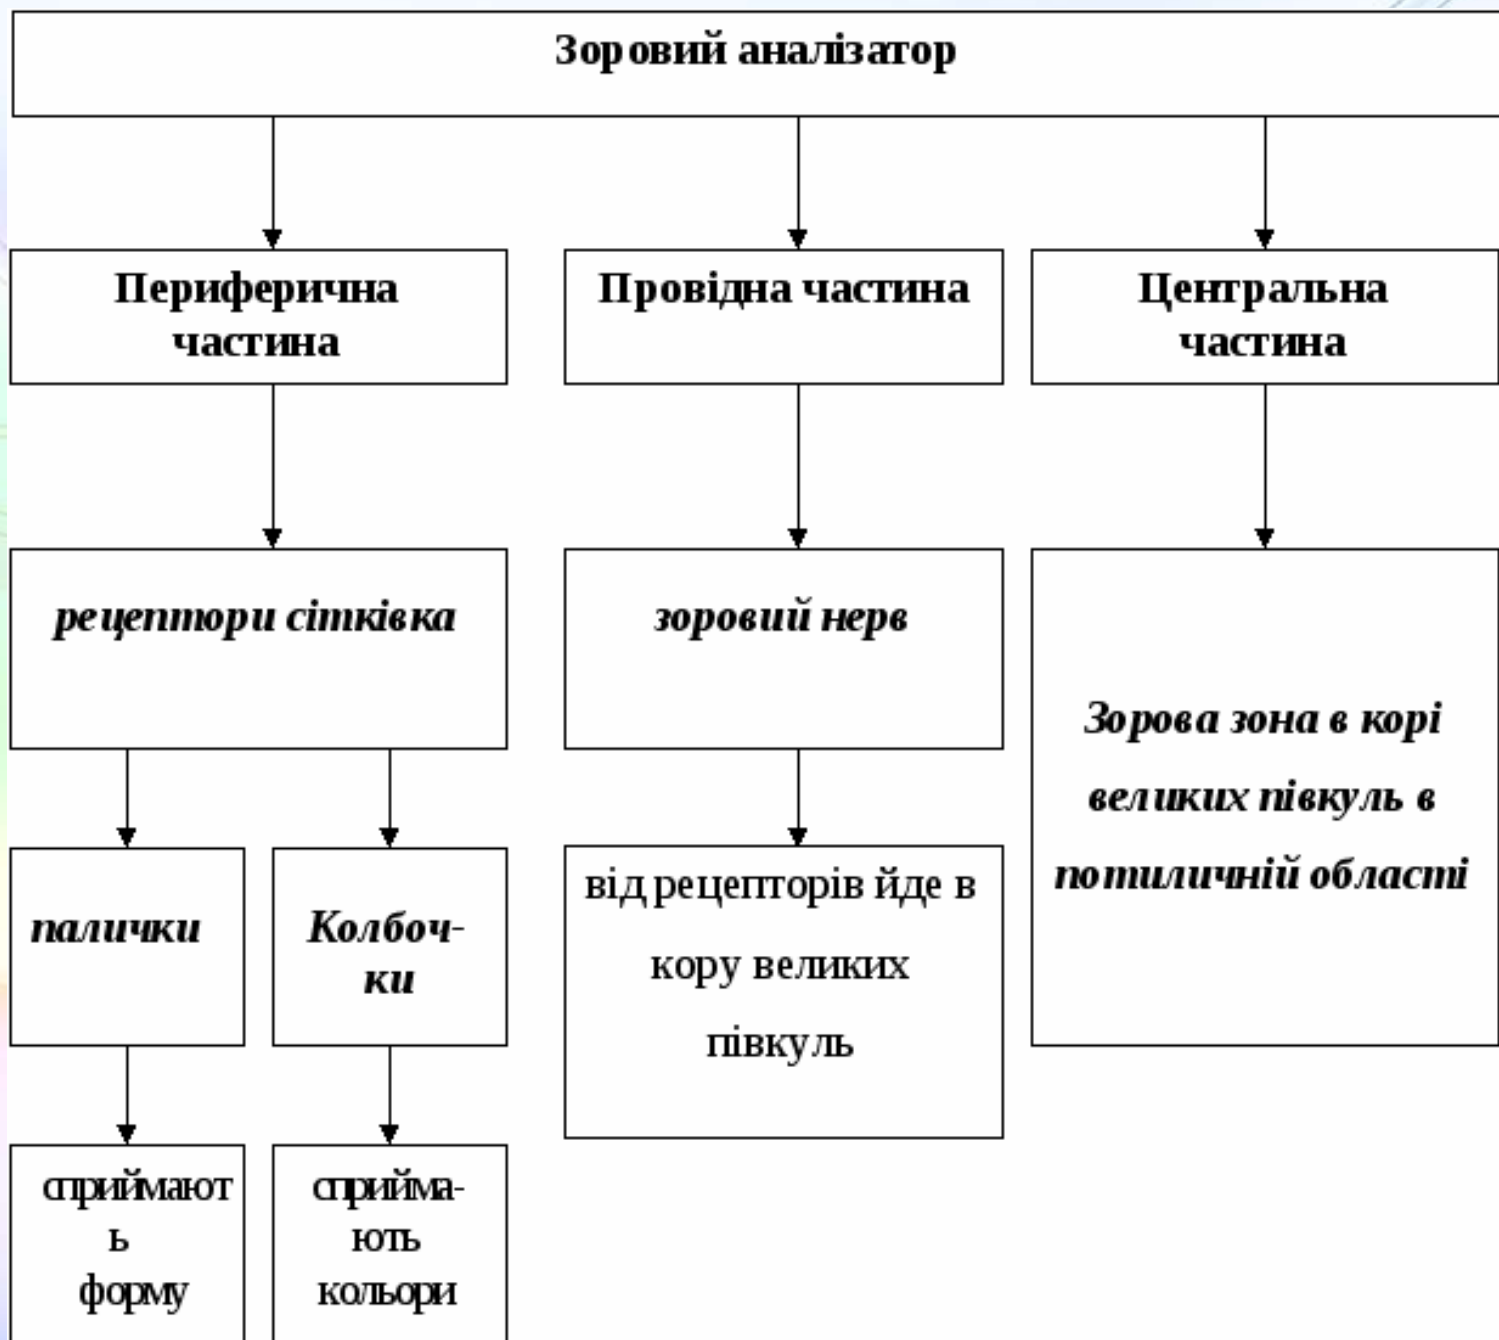 Зоровий аналізатор
Периферична
частина
Провідна частина
Центральна
частина
рецептори сітківка
зоровий нерв
Зорова зона в корі
великих півкуль в
потиличній області
палички
Колбоч-
ки
від рецепторів йде в
кору великих
півкуль
сприймают
ь
форму
сприйма-
ють
кольори